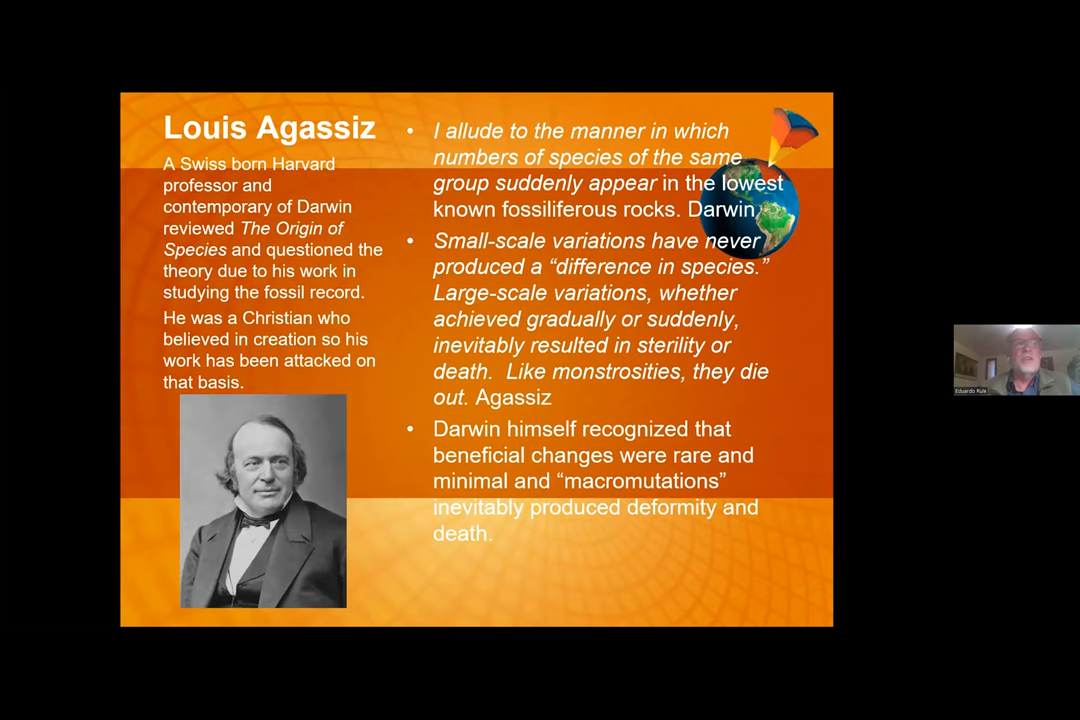 Louis Agassiz
A Swiss born Harvard
professor and
contemporary of Darwin
reviewed The Origin of
Species and questioned the
theory due to his work in
studying the fossil record.
He was a Christian who
believed in creation so his
work has been attacked on
that basis.
• I allude to the manner in which
numbers of species of the same
group suddenly appear in the lowest
known fossiliferous rocks. Darwin
• Small-scale variations have never
produced a “difference in species.”
Large-scale variations, whether
achieved gradually or suddenly,
inevitably resulted in sterility or
death. Like monstrosities, they die
out. Agassiz
• Darwin himself recognized that
beneficial changes were rare and
minimal and “macromutations”
inevitably produced deformity and
death.
Eduardo Rule